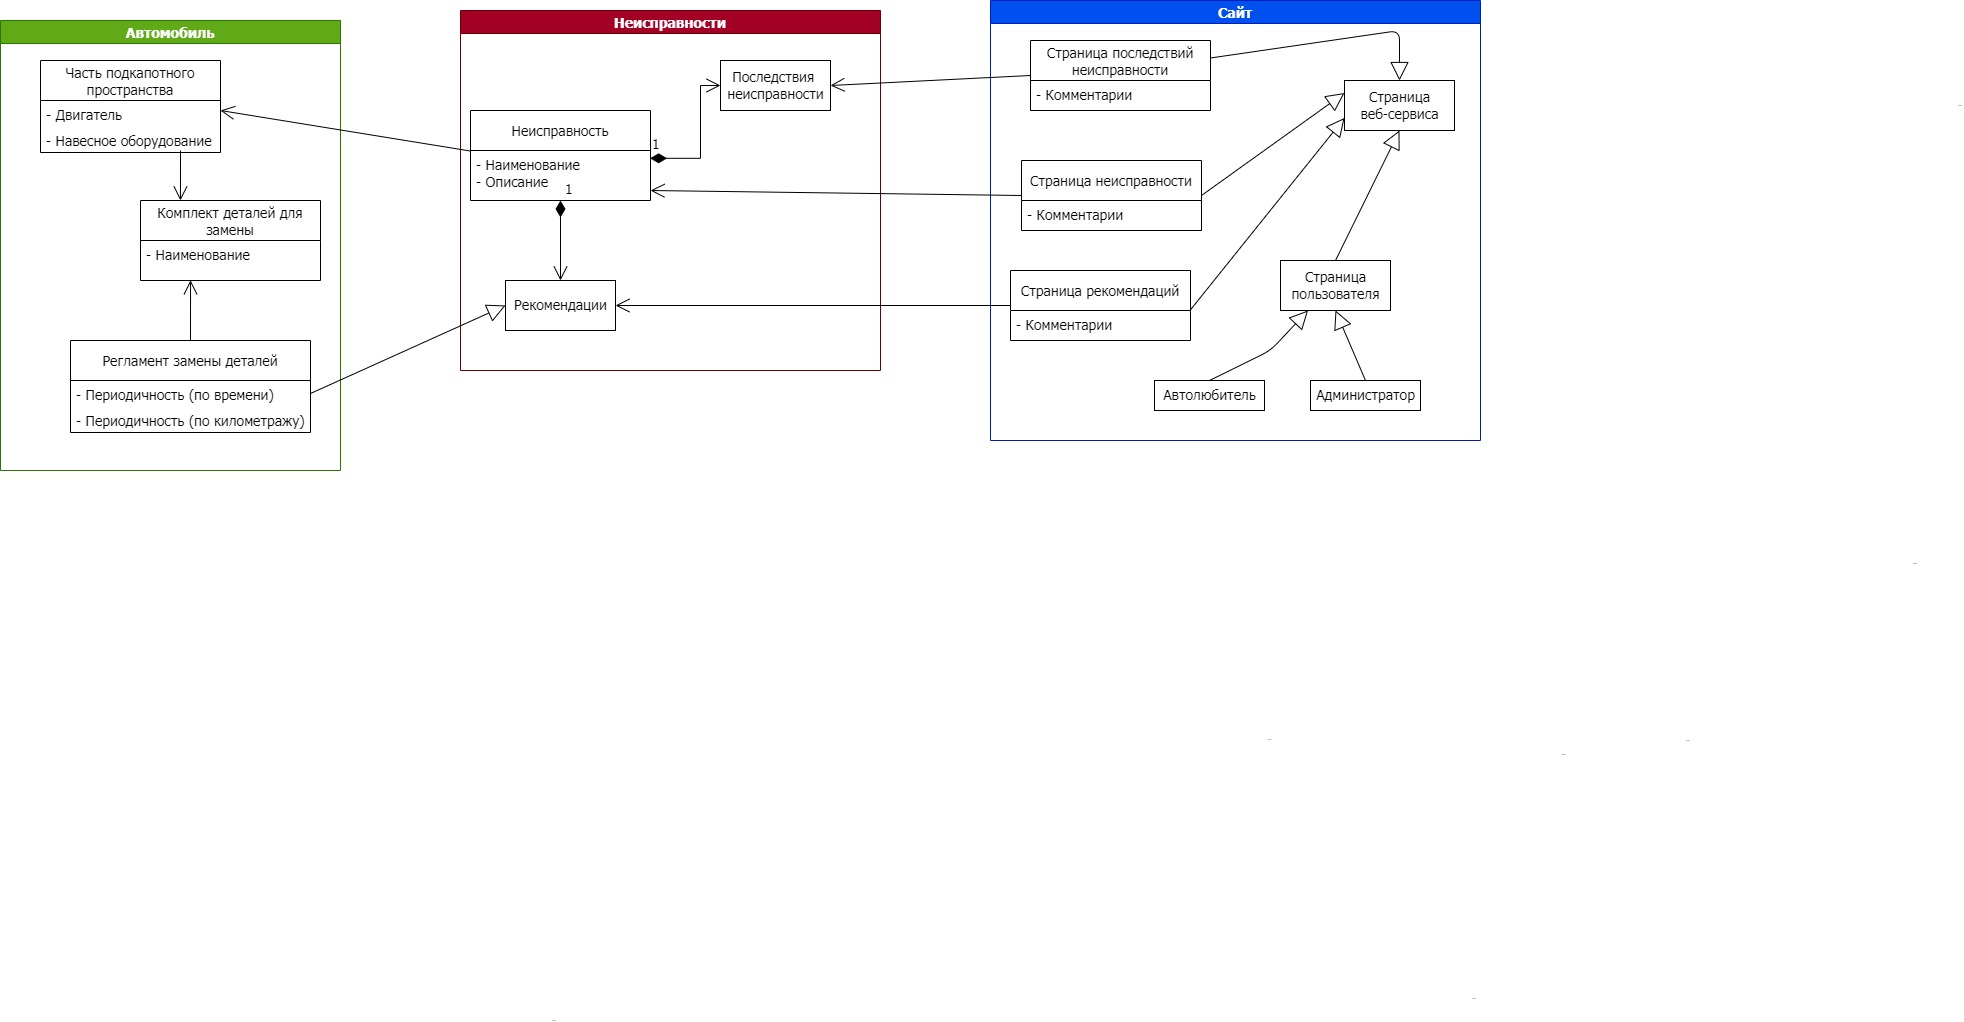 Автомобиль
Часть подкапотного
пространства
- Двигатель
- Навесное оборудование
Комплект деталей для
замены
- Наименование
Регламент замены деталей
- Периодичность (по времени)
- Периодичность (по километражу)
Неисправности
Последствия
неисправности
Неисправность
1
- Наименование
- Описание
1
Рекомендации
Сайт
Страница последствий
неисправности
- Комментарии
Страница
веб-сервиса
Страница неисправности
- Комментарии
Страница рекомендаций
- Комментарии
Страница
пользователя
Автолюбитель
Администратор